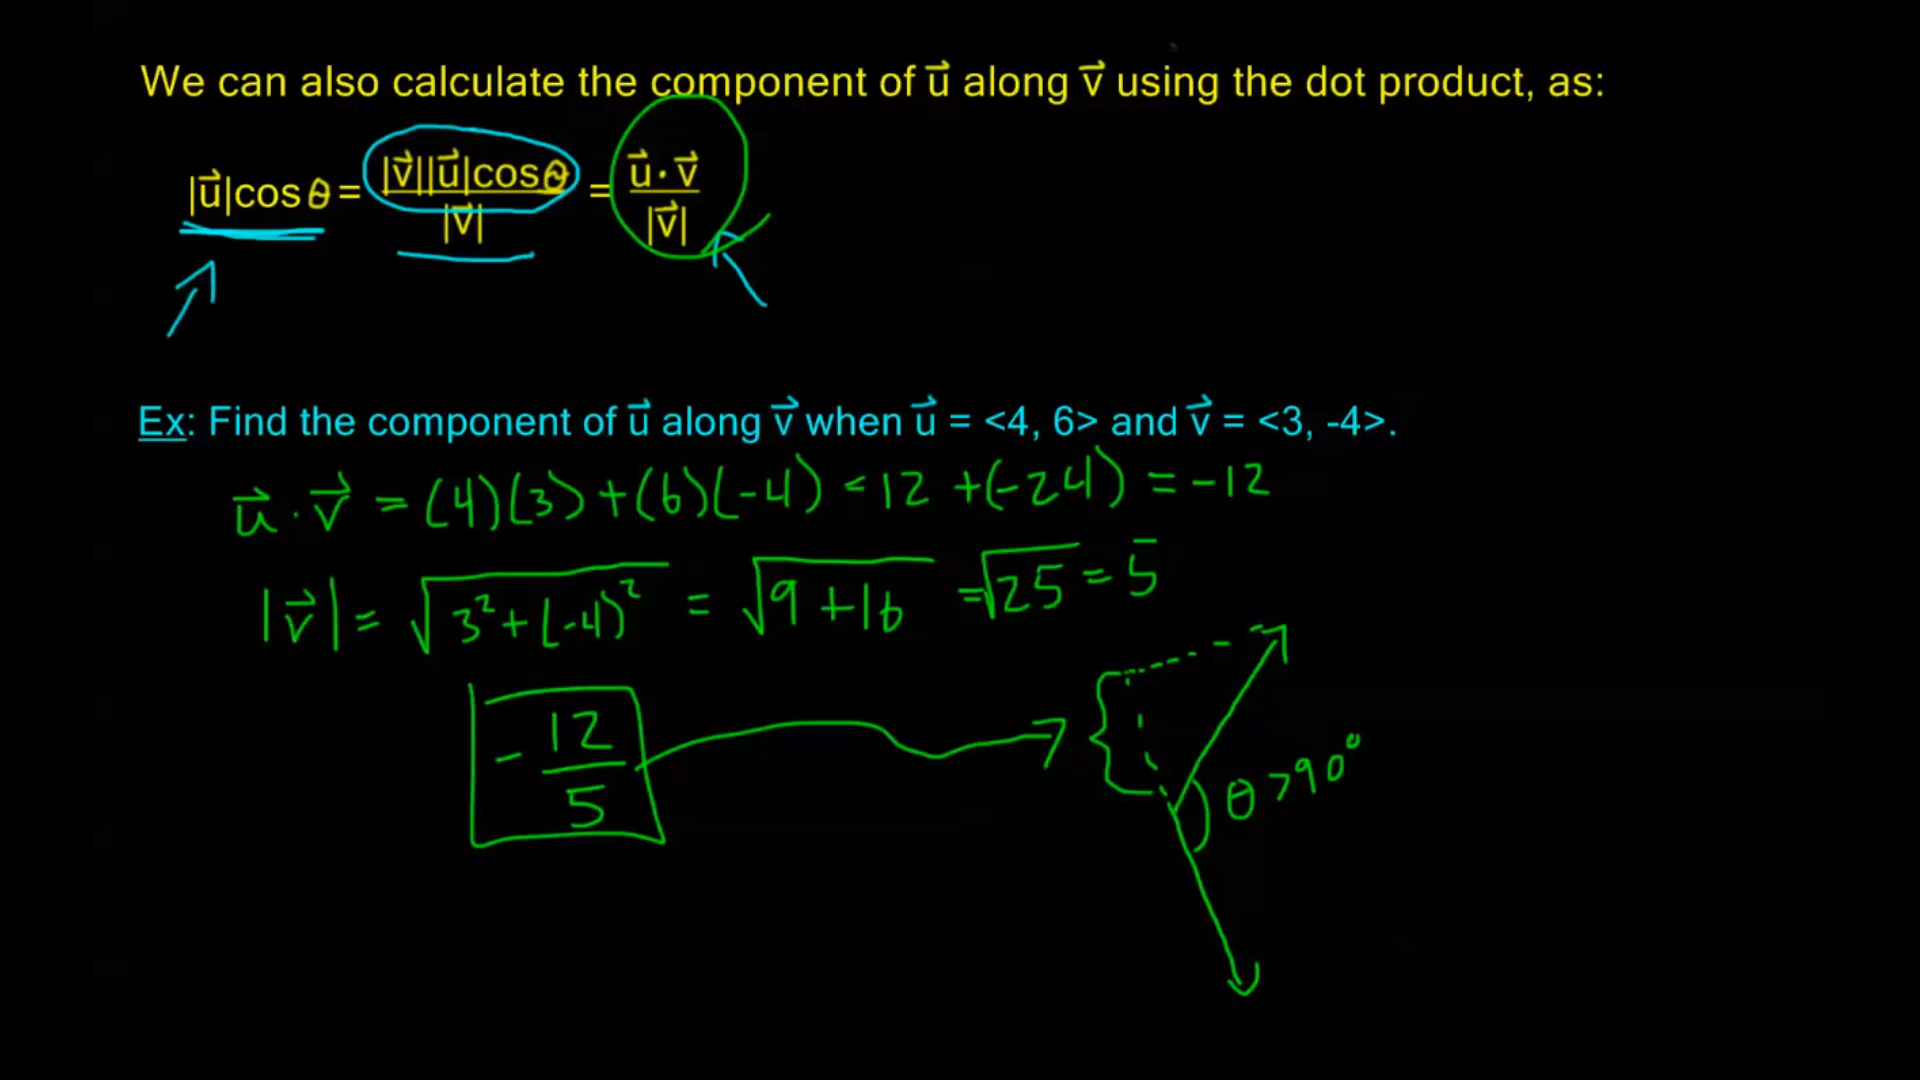 We can also calculate the component of u⃗ along v⃗ using the dot product, as:
|u⃗|cos θ = |v⃗||u⃗|cos θ / |v⃗| = u⃗ · v⃗ / |v⃗|
Ex: Find the component of u⃗ along v⃗ when u⃗ = <4, 6> and v⃗ = <3, -4>.
u⃗ · v⃗ = (4)(3) + (6)(-4) = 12 + (-24) = -12
|v⃗| = √(3² + (-4)²) = √(9 + 16) = √25 = 5
- 12 / 5
θ > 90°